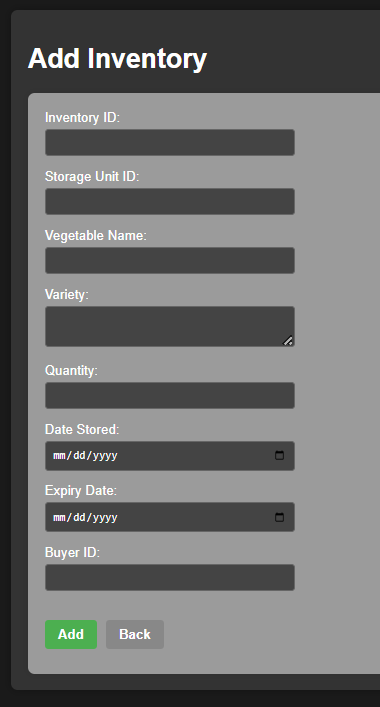 Add Inventory
Inventory ID:
Storage Unit ID:
Vegetable Name:
Variety:
Quantity:
Date Stored:
mm/dd/yyyy
Expiry Date:
mm/dd/yyyy
Buyer ID:
Add Back